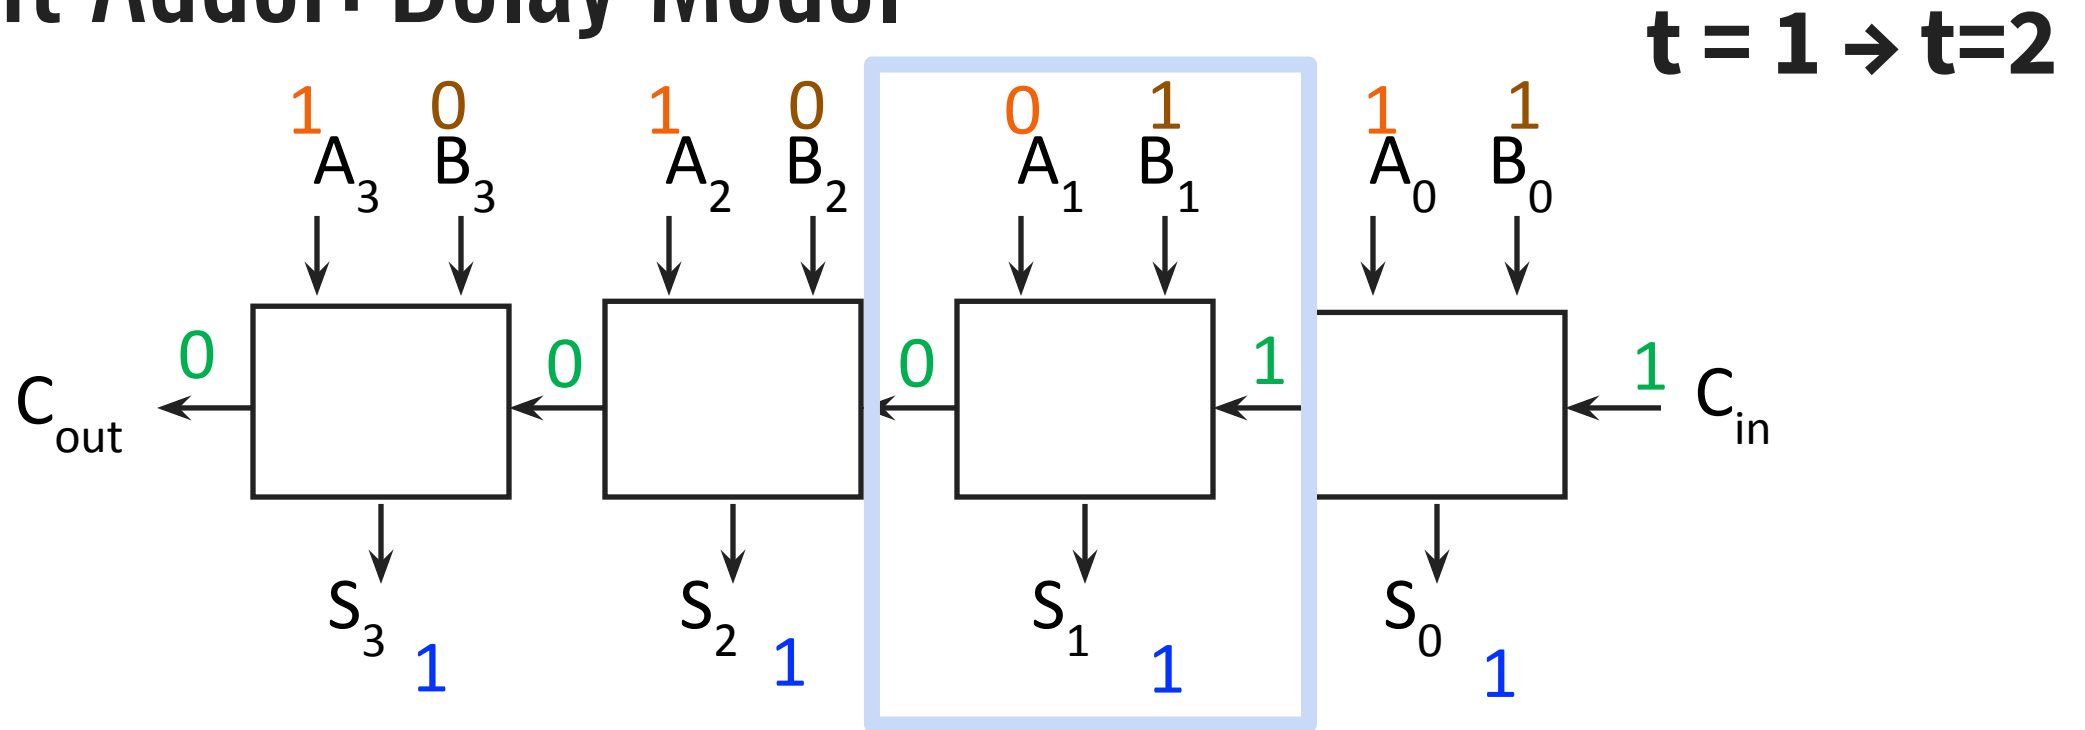 t = 1 → t=2
1 0 1 0 0 1 1 1
A3 B3 A2 B2 A1 B1 A0 B0
Cout 0 0 0 1 1 Cin
S3 1 S2 1 S1 1 S0 1